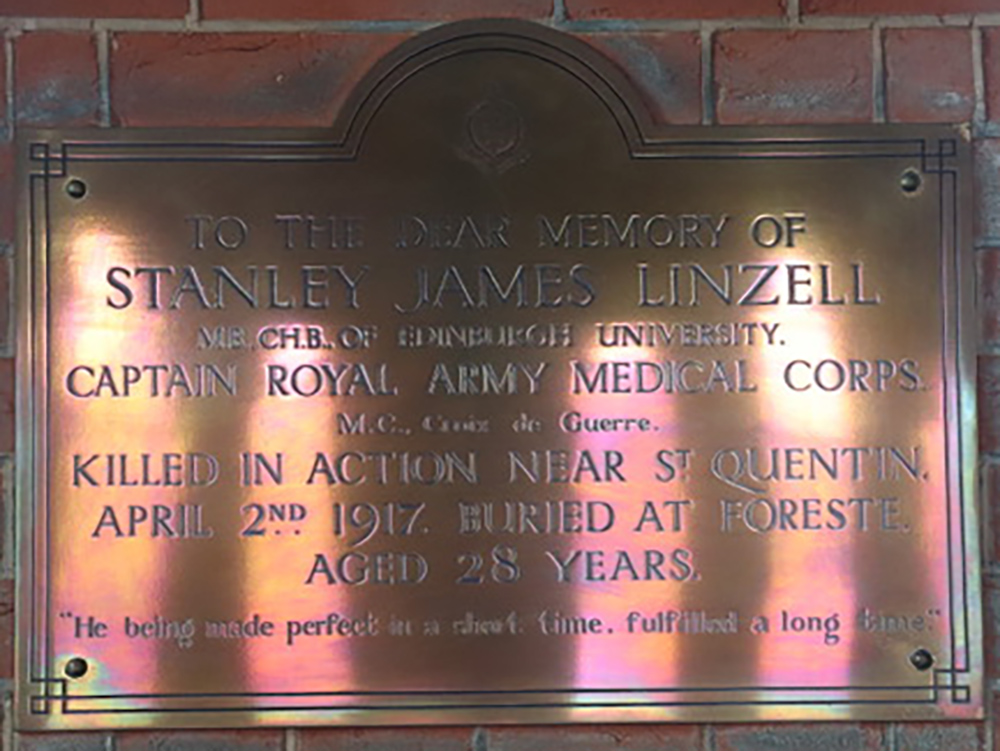 TO THE DEAR MEMORY OF
STANLEY JAMES LINZELL
M.B. CH.B., OF EDINBURGH UNIVERSITY.
CAPTAIN ROYAL ARMY MEDICAL CORPS.
M.C., Croix de Guerre.
KILLED IN ACTION NEAR ST QUENTIN.
APRIL 2ND 1917. BURIED AT FORESTE.
AGED 28 YEARS.
"He being made perfect in a short time, fulfilled a long time."